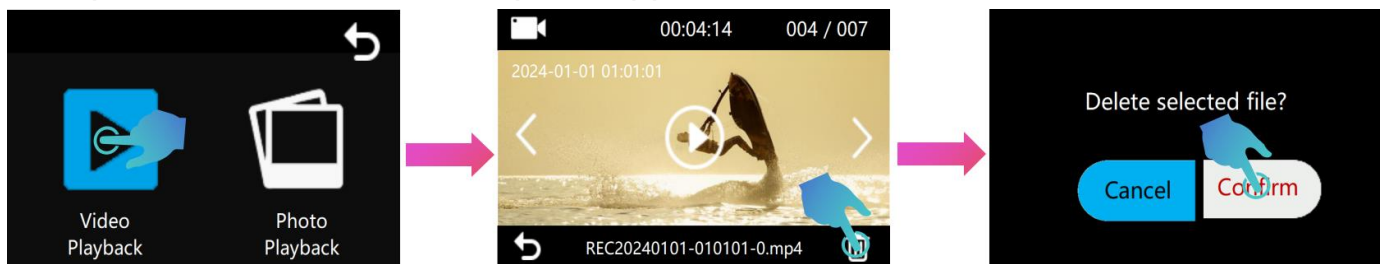 Video
Playback
Photo
Playback
00:04:14 004 / 007
2024-01-01 01:01:01
REC20240101-010101-0.mp4
Delete selected file?
Cancel Confirm